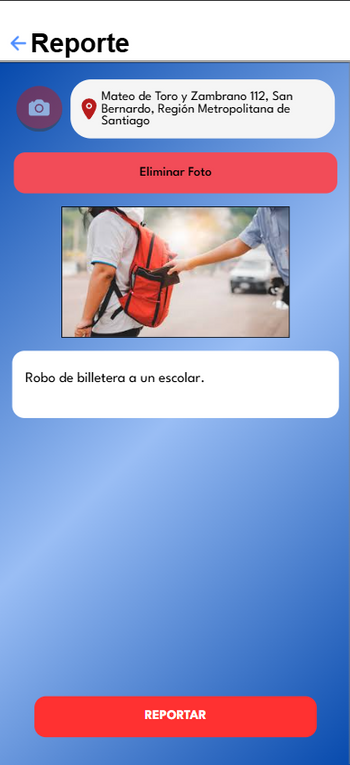 Reporte
Mateo de Toro y Zambrano 112, San
Bernardo, Región Metropolitana de
Santiago
Eliminar Foto
Robo de billetera a un escolar.
REPORTAR